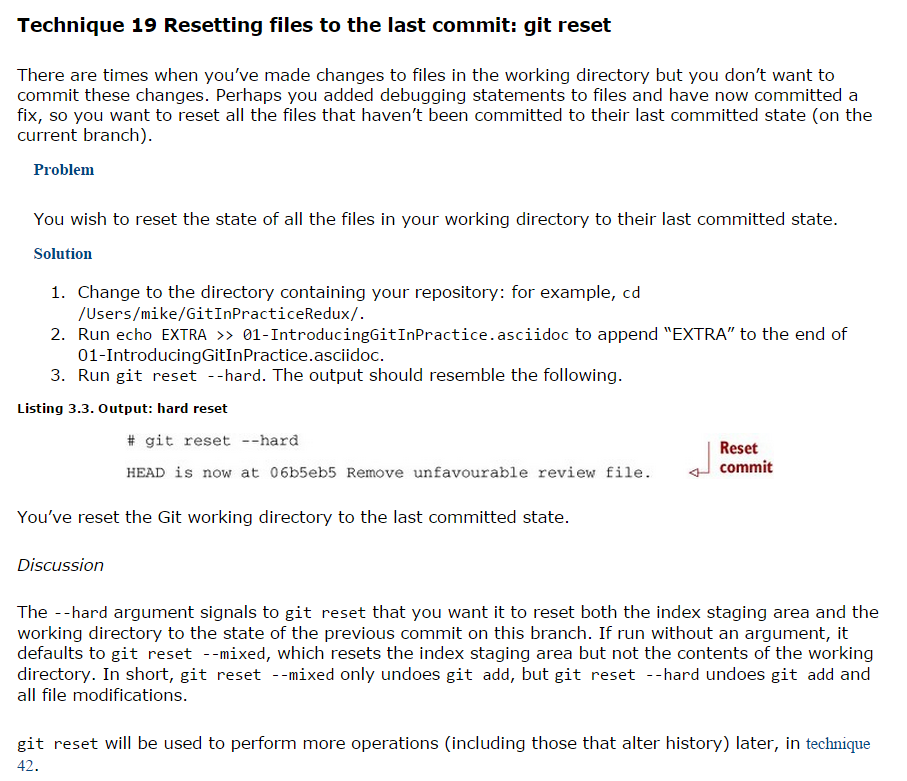 Technique 19 Resetting files to the last commit: git reset
There are times when you’ve made changes to files in the working directory but you don’t want to
commit these changes. Perhaps you added debugging statements to files and have now committed a
fix, so you want to reset all the files that haven’t been committed to their last committed state (on the
current branch).
Problem
You wish to reset the state of all the files in your working directory to their last committed state.
Solution
1. Change to the directory containing your repository: for example, cd
/Users/mike/GitInPracticeRedux/.
2. Run echo EXTRA >> 01-IntroducingGitInPractice.asciidoc to append “EXTRA” to the end of
01-IntroducingGitInPractice.asciidoc.
3. Run git reset --hard. The output should resemble the following.
Listing 3.3. Output: hard reset
# git reset --hard
HEAD is now at 06b5eb5 Remove unfavourable review file.
Reset
commit
You’ve reset the Git working directory to the last committed state.
Discussion
The --hard argument signals to git reset that you want it to reset both the index staging area and the
working directory to the state of the previous commit on this branch. If run without an argument, it
defaults to git reset --mixed, which resets the index staging area but not the contents of the working
directory. In short, git reset --mixed only undoes git add, but git reset --hard undoes git add and
all file modifications.
git reset will be used to perform more operations (including those that alter history) later, in technique
42.